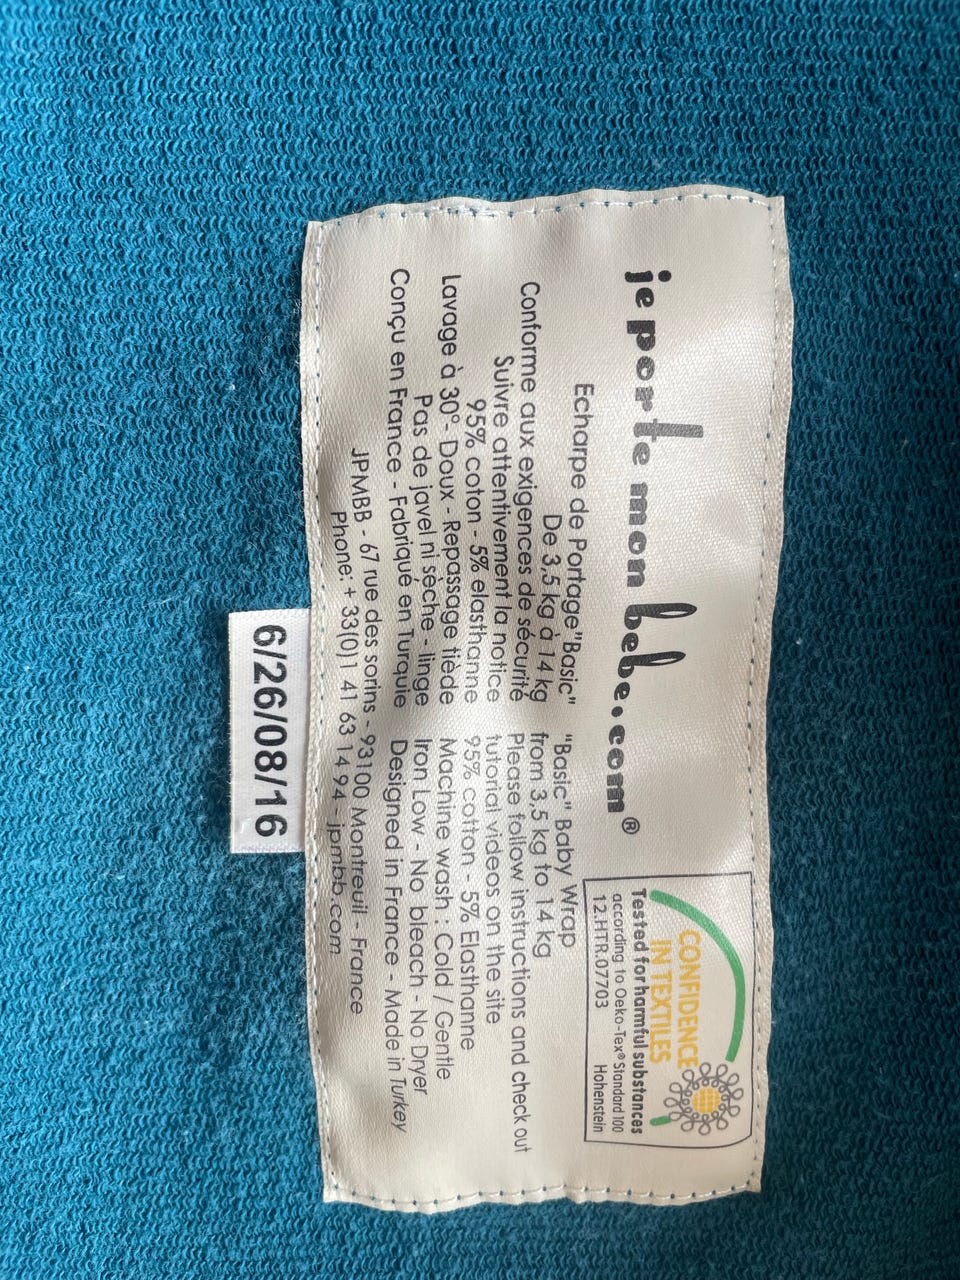 je porte mon bebe.com®
Echarpe de Portage"Basic"
De 3,5 kg à 14 kg
Conforme aux exigences de sécurité
Suivre attentivement la notice
95% coton - 5% elasthanne
Lavage à 30°- Doux - Repassage tiède
Pas de javel ni sèche - linge
Conçu en France - Fabriqué en Turquie
"Basic" Baby Wrap
from 3,5 kg to 14 kg
Please follow instructions and check out
tutorial videos on the site
95% cotton - 5% Elasthanne
Machine wash : Cold / Gentle
Iron Low - No bleach - No Dryer
Designed in France - Made in Turkey
JPMBB - 67 rue des sorins - 93100 Montreuil - France
Phone: + 33(0)1 41 63 14 94 - jpmbb.com
CONFIDENCE
IN TEXTILES
Tested for harmful substances
according to Oeko-Tex® Standard 100
12.HTR.07703 Hohenstein
6/26/08/16